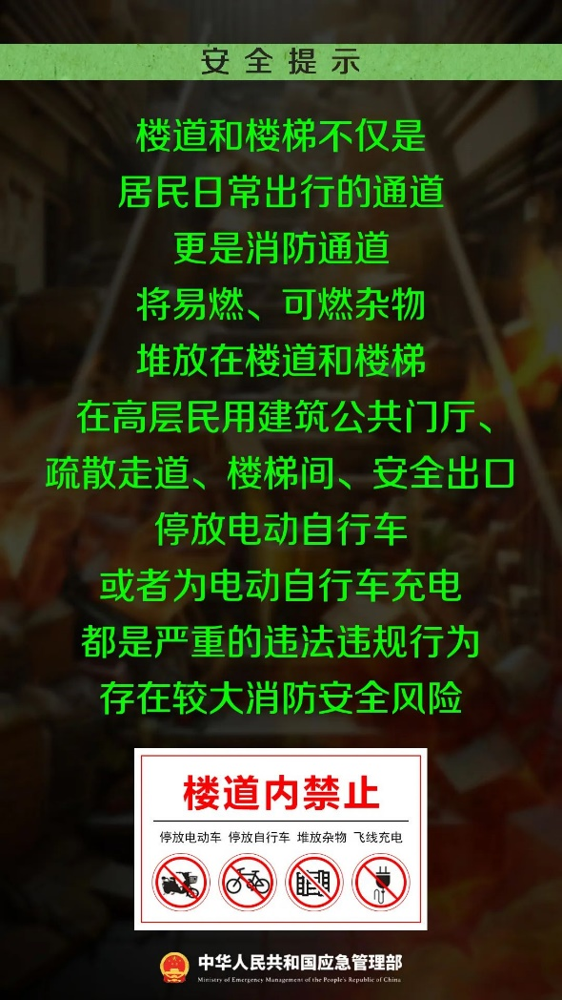 安全提示
楼道和楼梯不仅是
居民日常出行的通道
更是消防通道
将易燃、可燃杂物
堆放在楼道和楼梯
在高层民用建筑公共门厅、
疏散走道、楼梯间、安全出口
停放电动自行车
或者为电动自行车充电
都是严重的违法违规行为
存在较大消防安全风险
楼道内禁止
停放电动车 停放自行车 堆放杂物 飞线充电
中华人民共和国应急管理部
Ministry of Emergency Management of the People's Republic of China